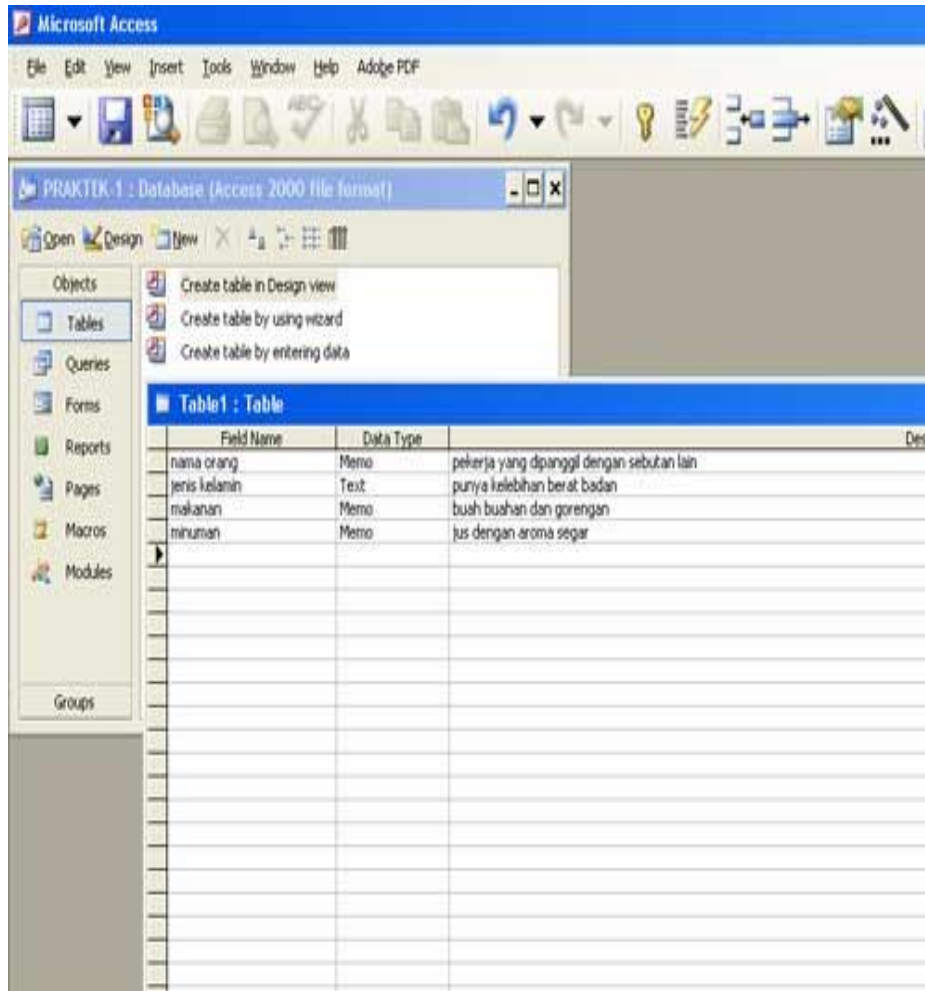 Microsoft Access
File Edit View Insert Tools Window Help Adobe PDF
PRAKTEK-1 : Database (Access 2000 file format)
Open Design New
Objects
Tables
Queries
Forms
Reports
Pages
Macros
Modules
Groups
Create table in Design view
Create table by using wizard
Create table by entering data
Table1 : Table
Field Name Data Type Des
nama orang Memo pekerja yang dipanggil dengan sebutan lain
jenis kelamin Text punya kelebihan berat badan
makanan Memo buah buahan dan gorengan
minuman Memo jus dengan aroma segar